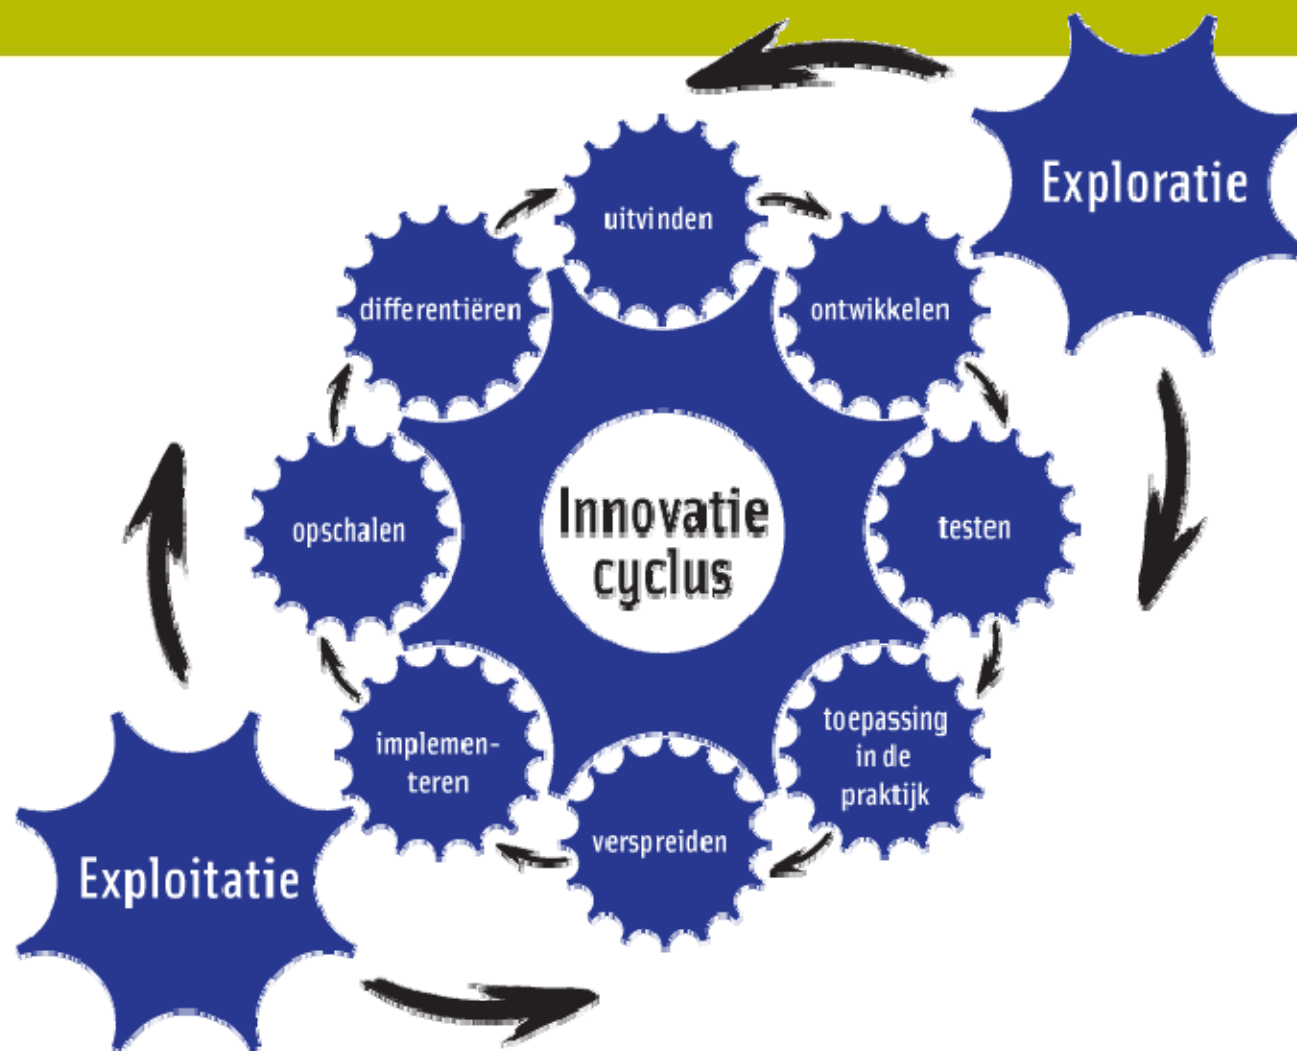 Exploratie
uitvinden
differentiëren
ontwikkelen
Innovatie
cyclus
opschalen
testen
implemen-
teren
toepassing
in de
praktijk
verspreiden
Exploitatie